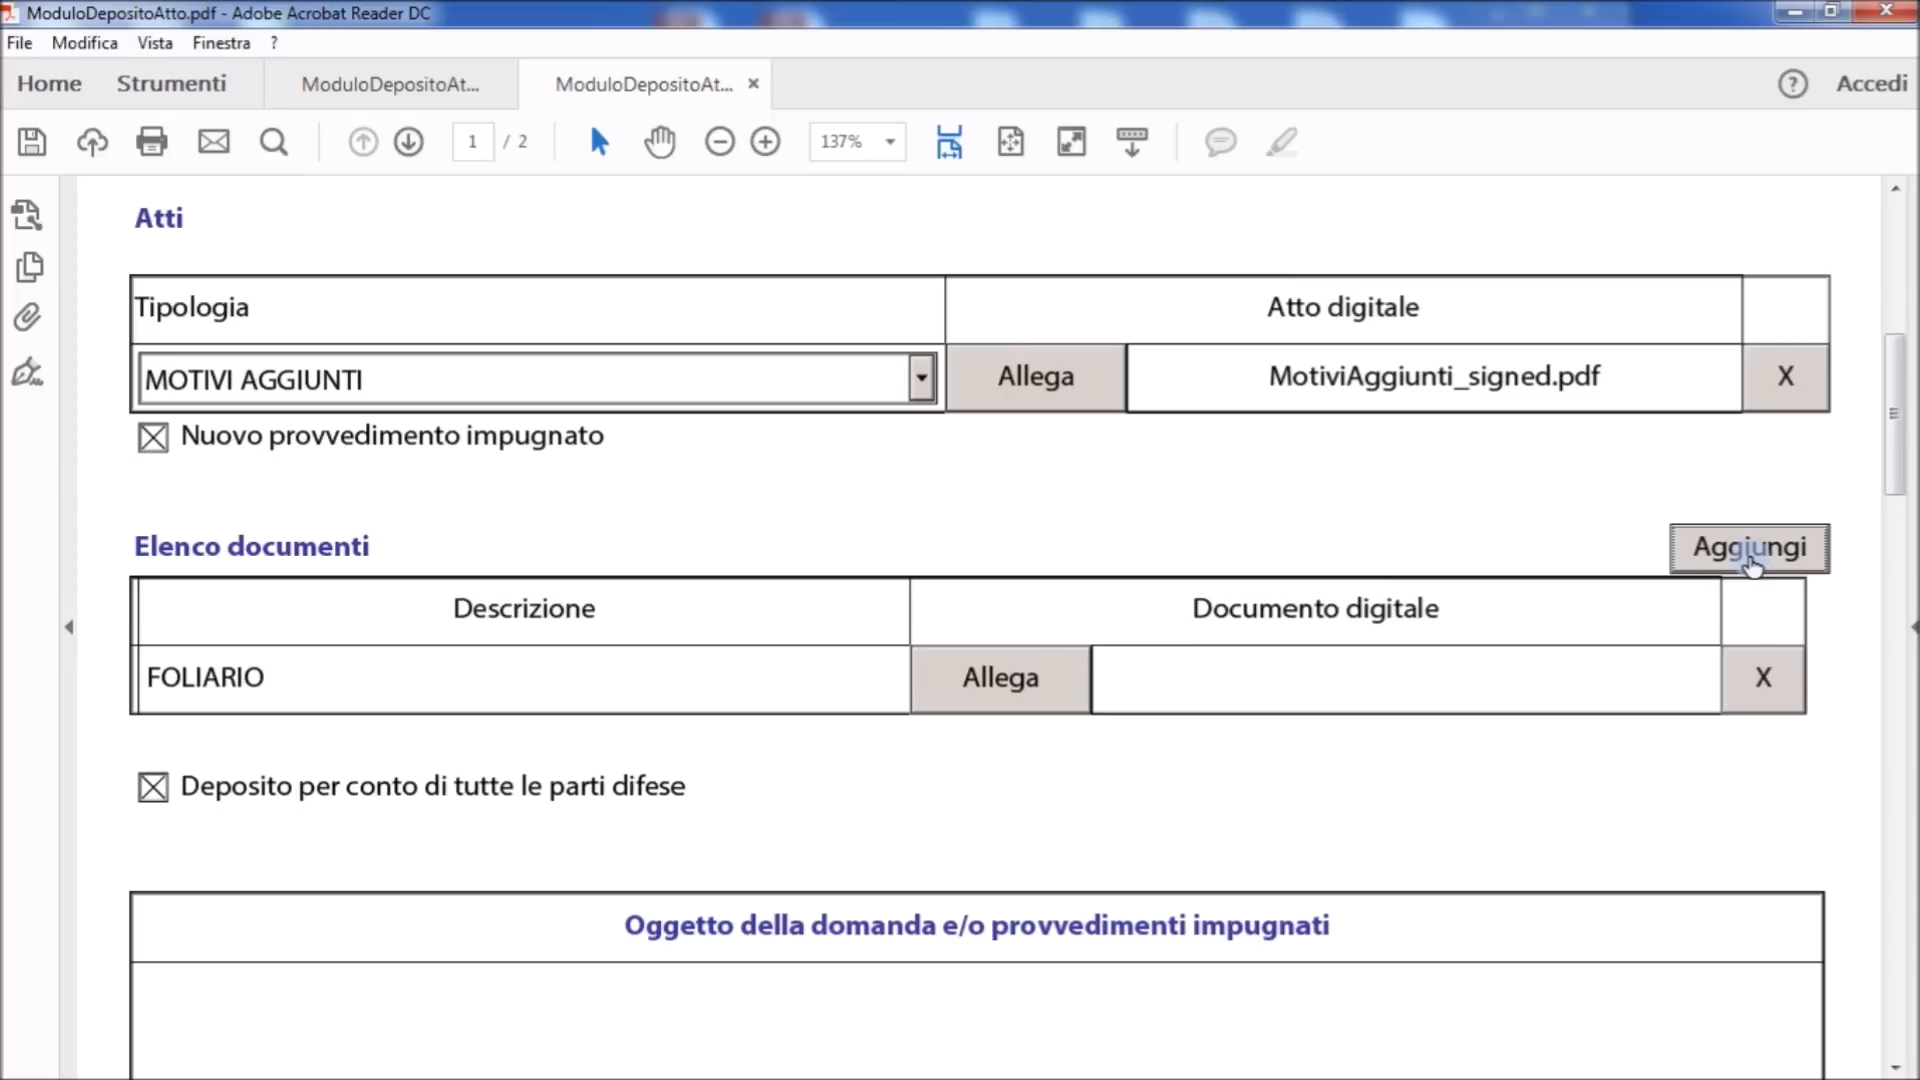 ModuloDepositoAtto.pdf - Adobe Acrobat Reader DC
File Modifica Vista Finestra ?
Home Strumenti ModuloDepositoAt... ModuloDepositoAt... × ? Accedi
1 / 2 137%
Atti
Tipologia Atto digitale
MOTIVI AGGIUNTI Allega MotiviAggiunti_signed.pdf X
Nuovo provvedimento impugnato
Elenco documenti Aggiungi
Descrizione Documento digitale
FOLIARIO Allega X
Deposito per conto di tutte le parti difese
Oggetto della domanda e/o provvedimenti impugnati